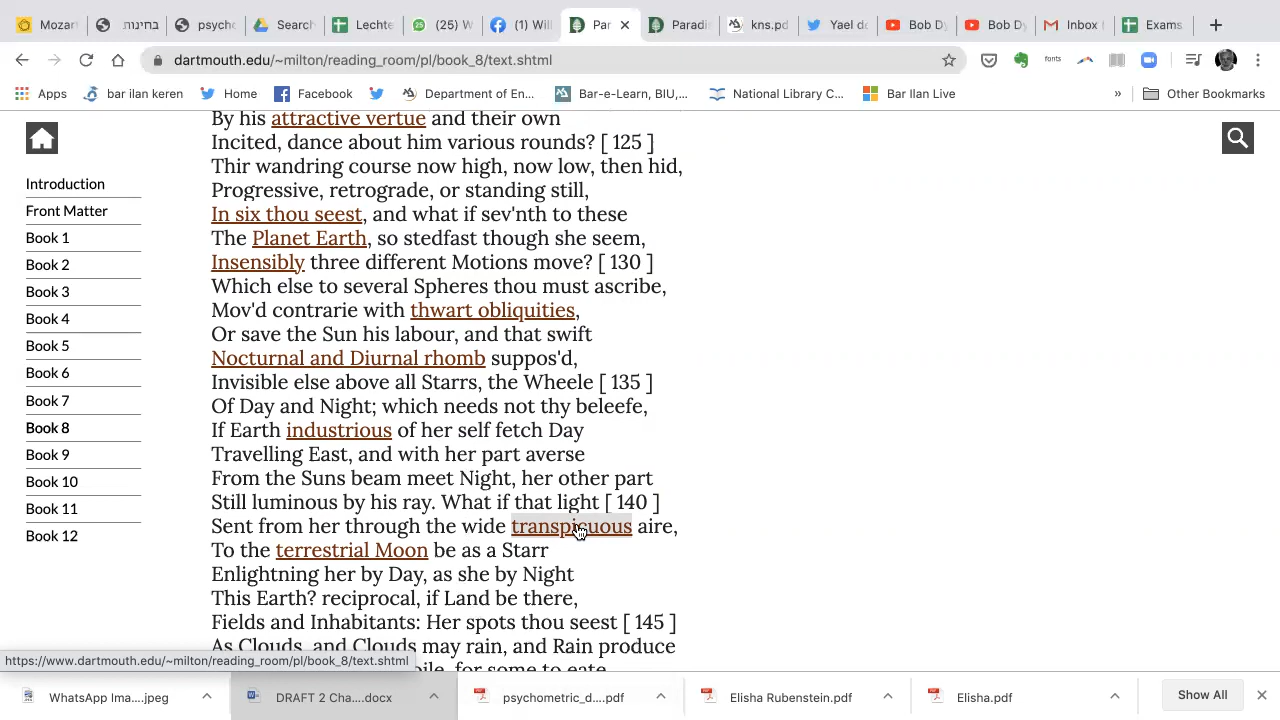 Mozar
בחינות
psych
Search
Lechte
(25) W
(1) Will
Par
Paradi
kns.pd
Yael do
Bob Dy
Bob Dy
Inbox
Exams
dartmouth.edu/~milton/reading_room/pl/book_8/text.shtml
fonts
Apps
bar ilan keren
Home
Facebook
Department of En...
Bar-e-Learn, BIU,...
National Library C...
Bar Ilan Live
»
Other Bookmarks
By his attractive vertue and their own
Incited, dance about him various rounds? [ 125 ]
Thir wandring course now high, now low, then hid,
Progressive, retrograde, or standing still,
In six thou seest, and what if sev'nth to these
The Planet Earth, so stedfast though she seem,
Insensibly three different Motions move? [ 130 ]
Which else to several Spheres thou must ascribe,
Mov'd contrarie with thwart obliquities,
Or save the Sun his labour, and that swift
Nocturnal and Diurnal rhomb suppos'd,
Invisible else above all Starrs, the Wheele [ 135 ]
Of Day and Night; which needs not thy beleefe,
If Earth industrious of her self fetch Day
Travelling East, and with her part averse
From the Suns beam meet Night, her other part
Still luminous by his ray. What if that light [ 140 ]
Sent from her through the wide transpicuous aire,
To the terrestrial Moon be as a Starr
Enlightning her by Day, as she by Night
This Earth? reciprocal, if Land be there,
Fields and Inhabitants: Her spots thou seest [ 145 ]
As Clouds, and Clouds may rain, and Rain produce
for some to eate
Introduction
Front Matter
Book 1
Book 2
Book 3
Book 4
Book 5
Book 6
Book 7
Book 8
Book 9
Book 10
Book 11
Book 12
https://www.dartmouth.edu/~milton/reading_room/pl/book_8/text.shtml
WhatsApp Ima....jpeg
DRAFT 2 Cha....docx
psychometric_d....pdf
Elisha Rubenstein.pdf
Elisha.pdf
Show All